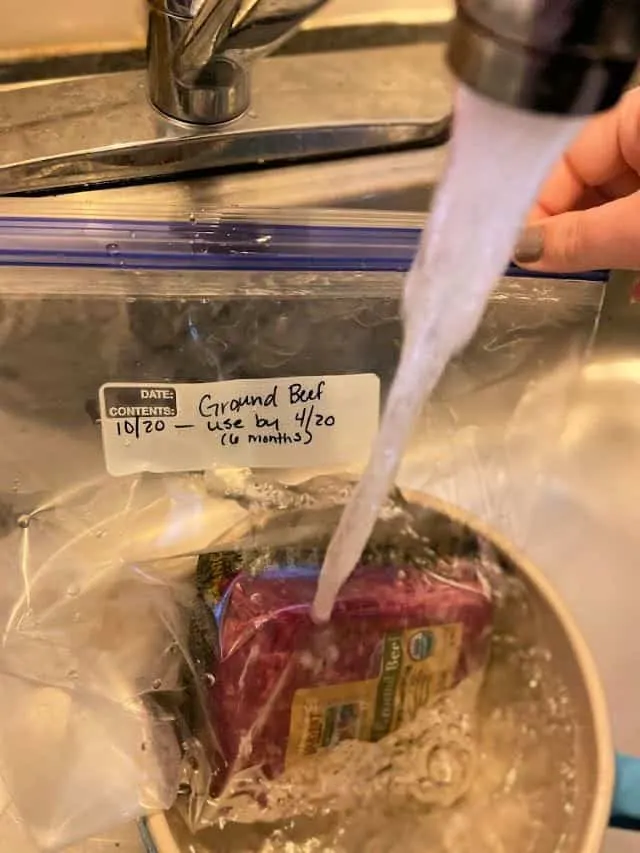 DATE:
CONTENTS:
Ground Beef
10/20 — use by 4/20
(6 months)
Ground Beef